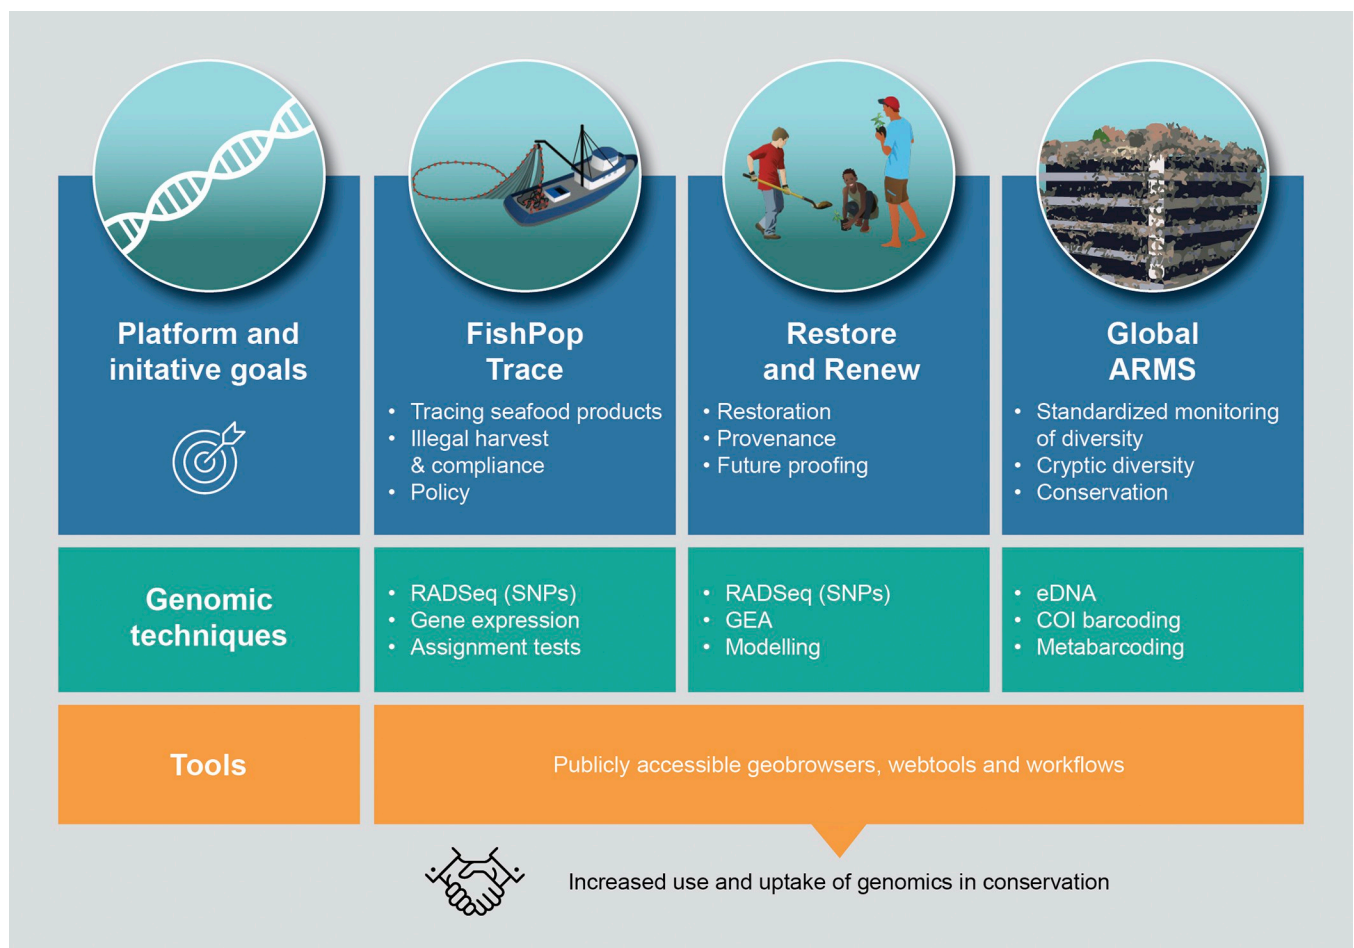 Platform and
initative goals
FishPop
Trace
• Tracing seafood products
• Illegal harvest
& compliance
• Policy
Restore
and Renew
• Restoration
• Provenance
• Future proofing
Global
ARMS
• Standardized monitoring
of diversity
• Cryptic diversity
• Conservation
Genomic
techniques
• RADSeq (SNPs)
• Gene expression
• Assignment tests
• RADSeq (SNPs)
• GEA
• Modelling
• eDNA
• COI barcoding
• Metabarcoding
Tools
Publicly accessible geobrowsers, webtools and workflows
Increased use and uptake of genomics in conservation